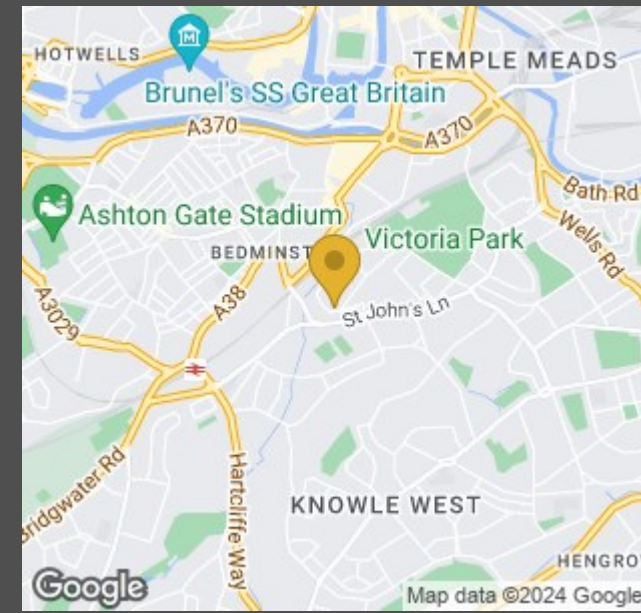 HOTWELLS
TEMPLE MEADS
Brunel's SS Great Britain
A370
A370
Bath Rd
Wells Rd
Ashton Gate Stadium
Victoria Park
BEDMINST
A38
St John's Ln
A3029
Bridgwater Rd
Hartcliffe Way
KNOWLE WEST
HENGRO
Google
Map data ©2024 Google